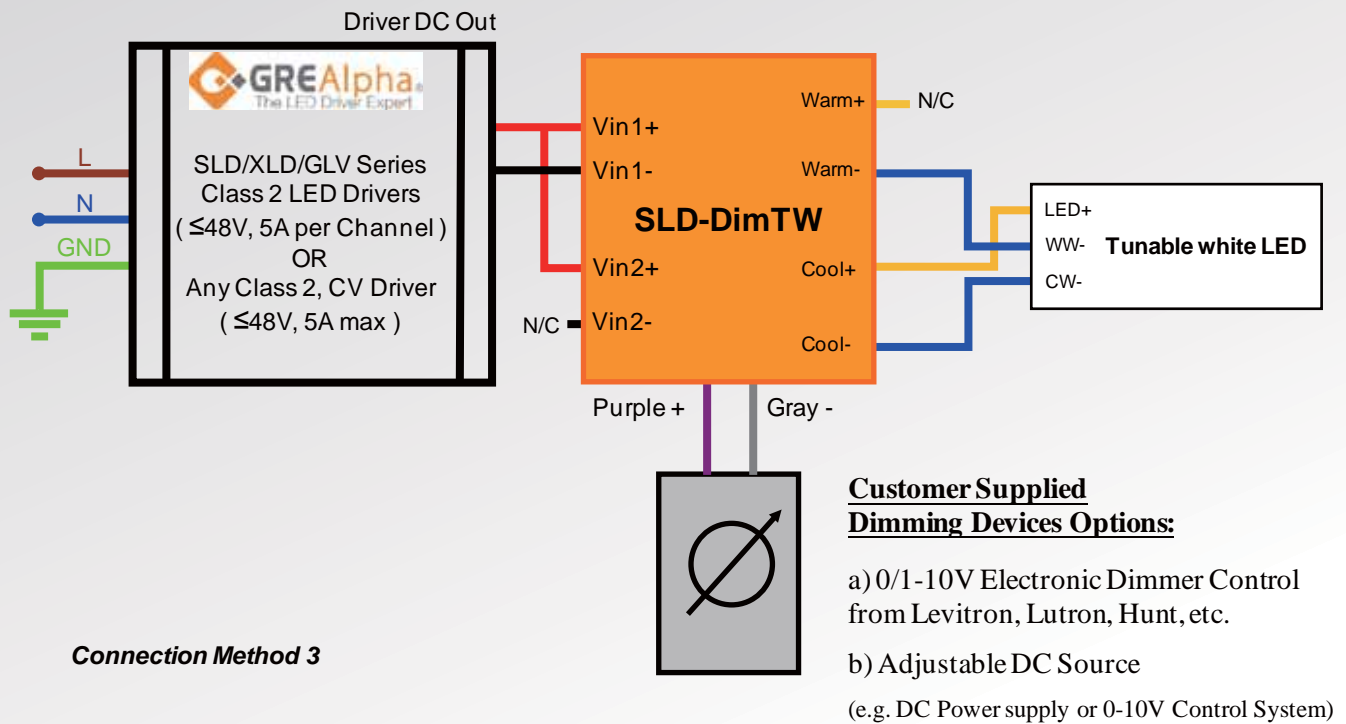 Driver DC Out
GREAlpha®
The LED Driver Expert
L
N
GND
SLD/XLD/GLV Series
Class 2 LED Drivers
( ≤48V, 5A per Channel )
OR
Any Class 2, CV Driver
( ≤48V, 5A max )
Vin1+
Vin1-
SLD-DimTW
Vin2+
N/C
Vin2-
Warm+
N/C
Warm-
Cool+
Cool-
LED+
WW-
Tunable white LED
CW-
Purple +
Gray -
Customer Supplied
Dimming Devices Options:
a) 0/1-10V Electronic Dimmer Control
from Levitron, Lutron, Hunt, etc.
b) Adjustable DC Source
(e.g. DC Power supply or 0-10V Control System)
Connection Method 3